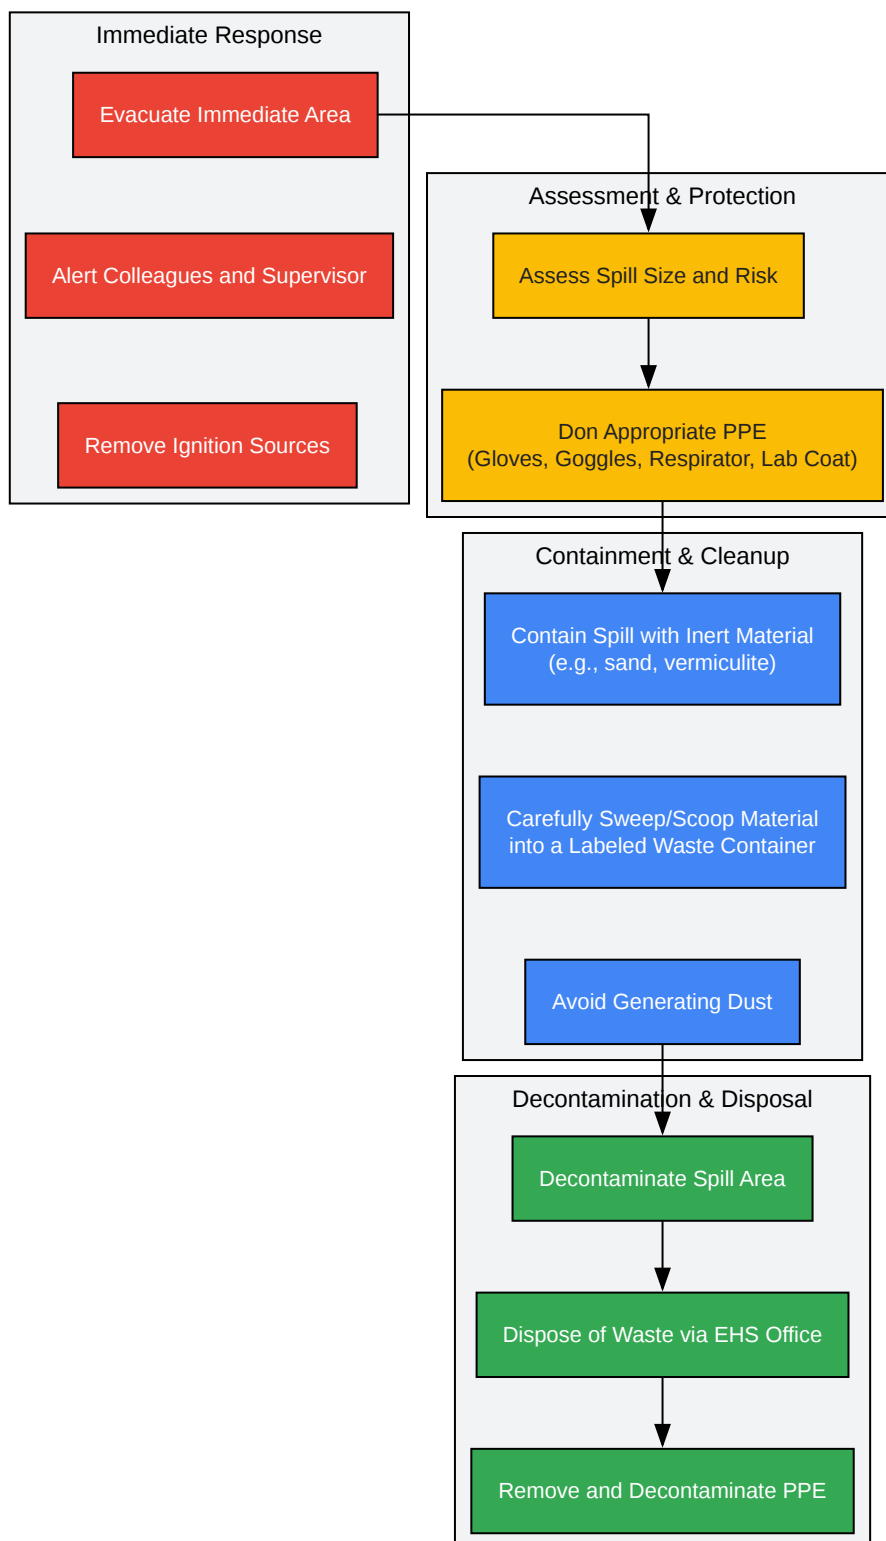 Immediate Response
Evacuate Immediate Area
Alert Colleagues and Supervisor
Remove Ignition Sources
Assessment & Protection
Assess Spill Size and Risk
Don Appropriate PPE
(Gloves, Goggles, Respirator, Lab Coat)
Containment & Cleanup
Contain Spill with Inert Material
(e.g., sand, vermiculite)
Carefully Sweep/Scoop Material
into a Labeled Waste Container
Avoid Generating Dust
Decontamination & Disposal
Decontaminate Spill Area
Dispose of Waste via EHS Office
Remove and Decontaminate PPE